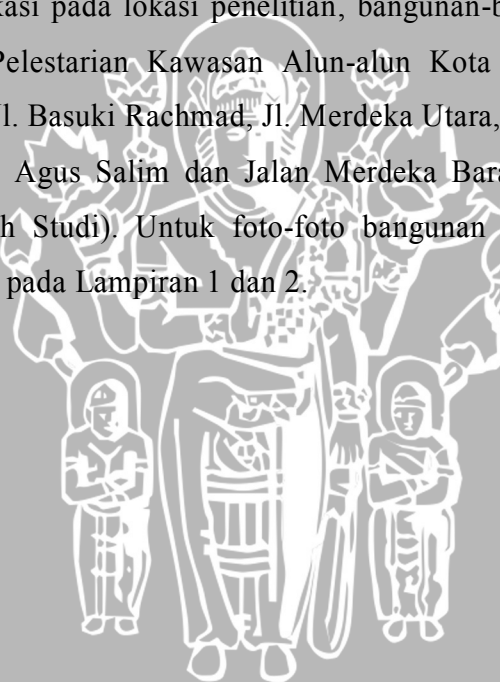 kasi pada lokasi penelitian, bangunan-b
Pelestarian Kawasan Alun-alun Kota
Jl. Basuki Rachmad, Jl. Merdeka Utara,
Agus Salim dan Jalan Merdeka Bara
h Studi). Untuk foto-foto bangunan
pada Lampiran 1 dan 2.